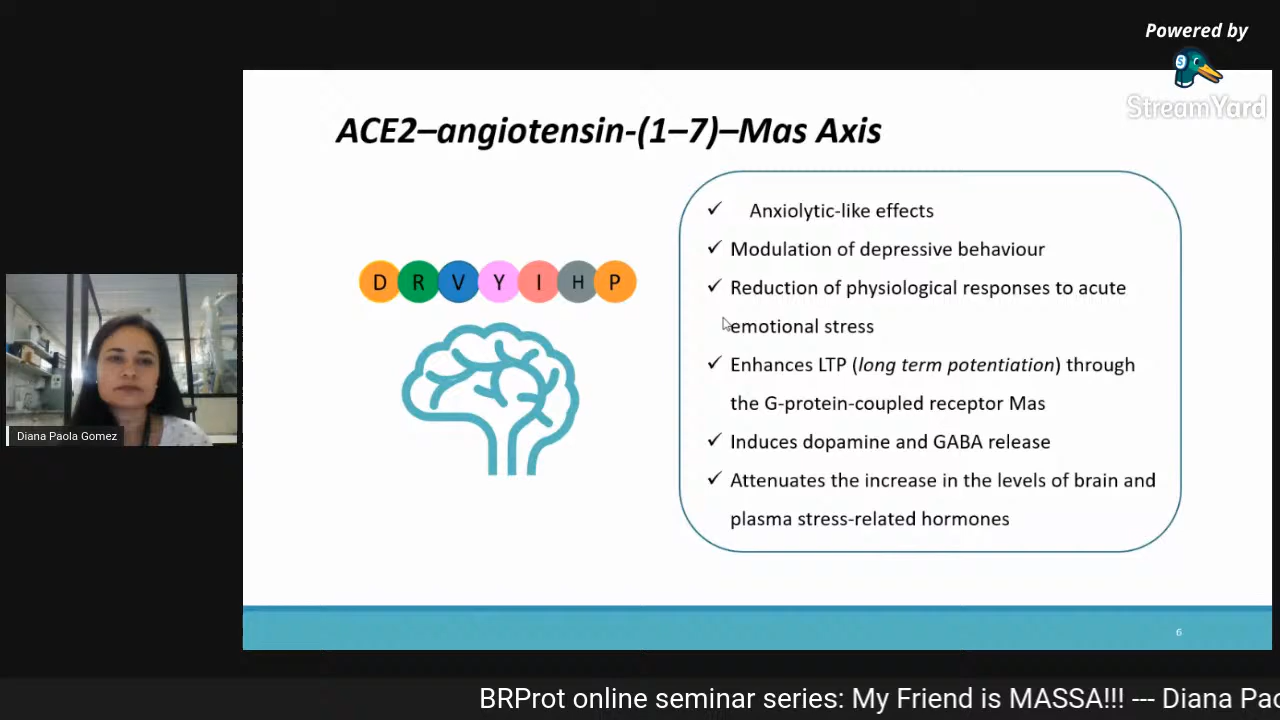 Powered by
StreamYard
ACE2–angiotensin-(1–7)–Mas Axis
D R V Y I H P
✓ Anxiolytic-like effects
✓ Modulation of depressive behaviour
✓ Reduction of physiological responses to acute
emotional stress
✓ Enhances LTP (long term potentiation) through
the G-protein-coupled receptor Mas
✓ Induces dopamine and GABA release
✓ Attenuates the increase in the levels of brain and
plasma stress-related hormones
Diana Paola Gomez
6
BRProt online seminar series: My Friend is MASSA!!! --- Diana Pao